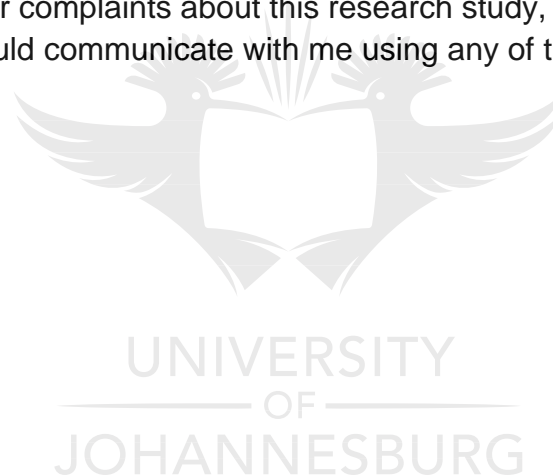 r complaints about this research study,
uld communicate with me using any of t
UNIVERSITY
OF
JOHANNESBURG